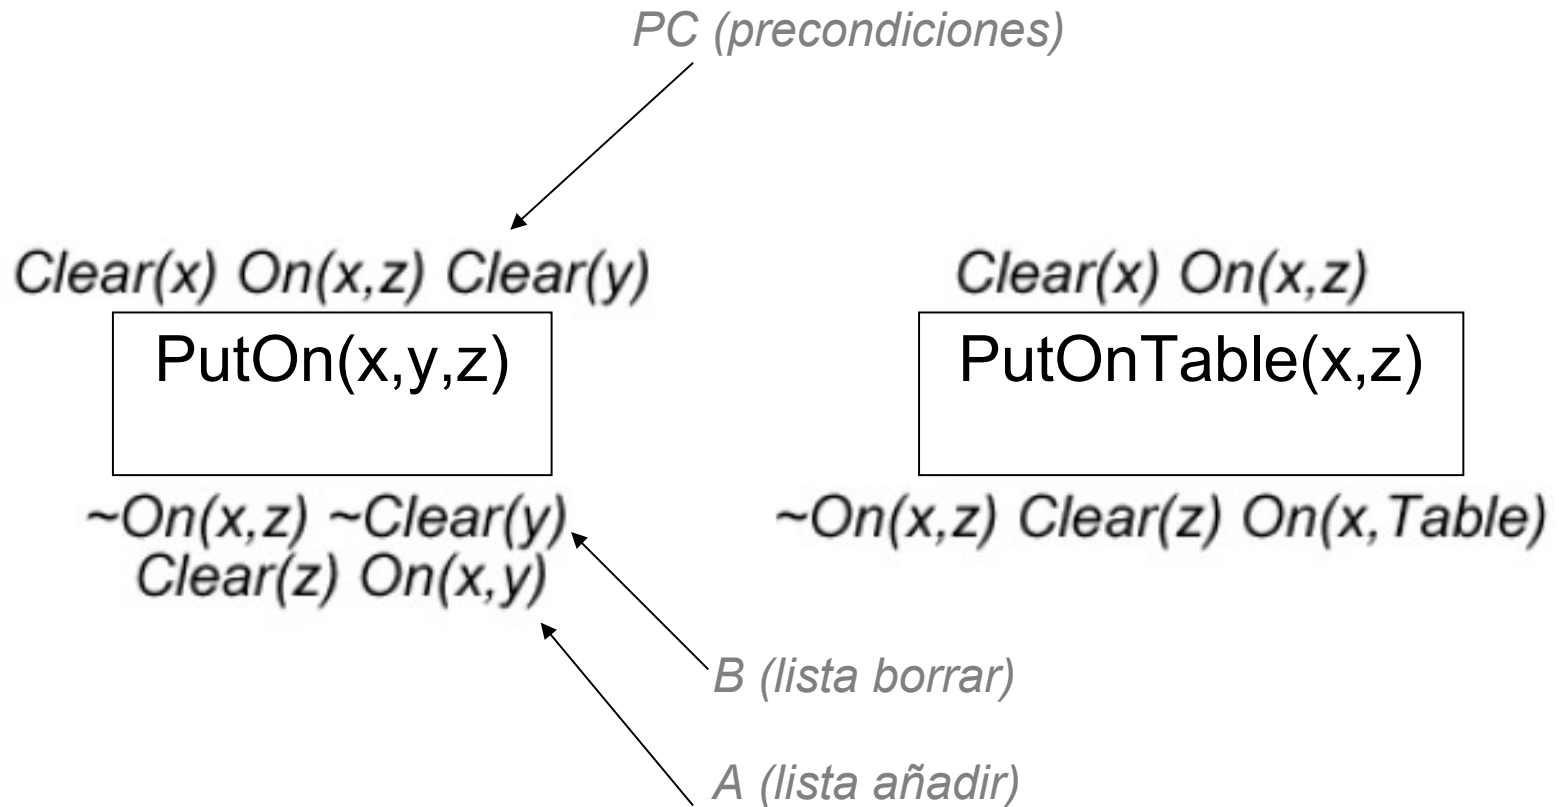 PC (precondiciones)
Clear(x) On(x,z) Clear(y)
PutOn(x,y,z)
~On(x,z) ~Clear(y)
Clear(z) On(x,y)
Clear(x) On(x,z)
PutOnTable(x,z)
~On(x,z) Clear(z) On(x,Table)
B (lista borrar)
A (lista añadir)